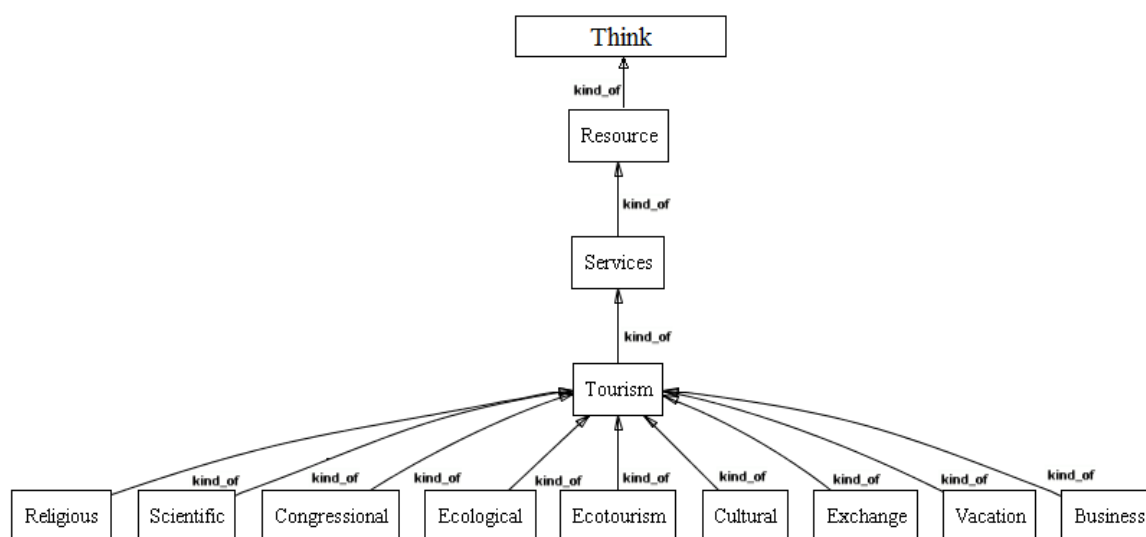 Think
kind_of
Resource
kind_of
Services
kind_of
Tourism
kind_of kind_of kind_of kind_of kind_of kind_of kind_of kind_of kind_of
Religious Scientific Congressional Ecological Ecotourism Cultural Exchange Vacation Business